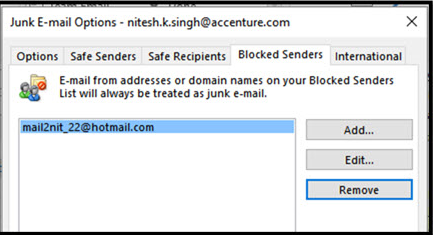 Junk E-mail Options - nitesh.k.singh@accenture.com
Options
Safe Senders
Safe Recipients
Blocked Senders
International
E-mail from addresses or domain names on your Blocked Senders
List will always be treated as junk e-mail.
mail2nit_22@hotmail.com
Add...
Edit...
Remove